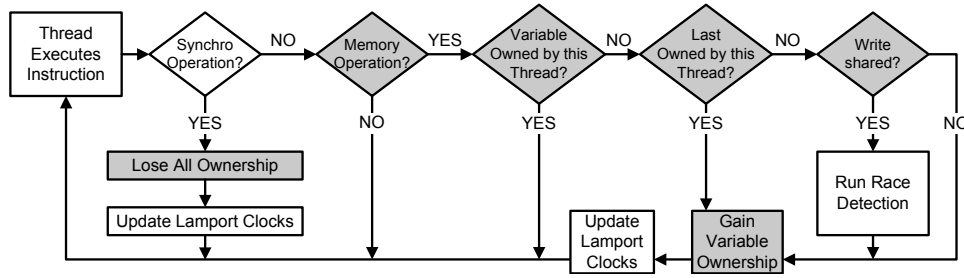 Thread
Executes
Instruction
Synchro
Operation?
NO
Memory
Operation?
YES
Variable
Owned by this
Thread?
NO
Last
Owned by this
Thread?
NO
Write
shared?
YES
NO
YES
YES
YES
NO
Lose All Ownership
Update Lamport Clocks
Run Race
Detection
Update
Lamport
Clocks
Gain
Variable
Ownership